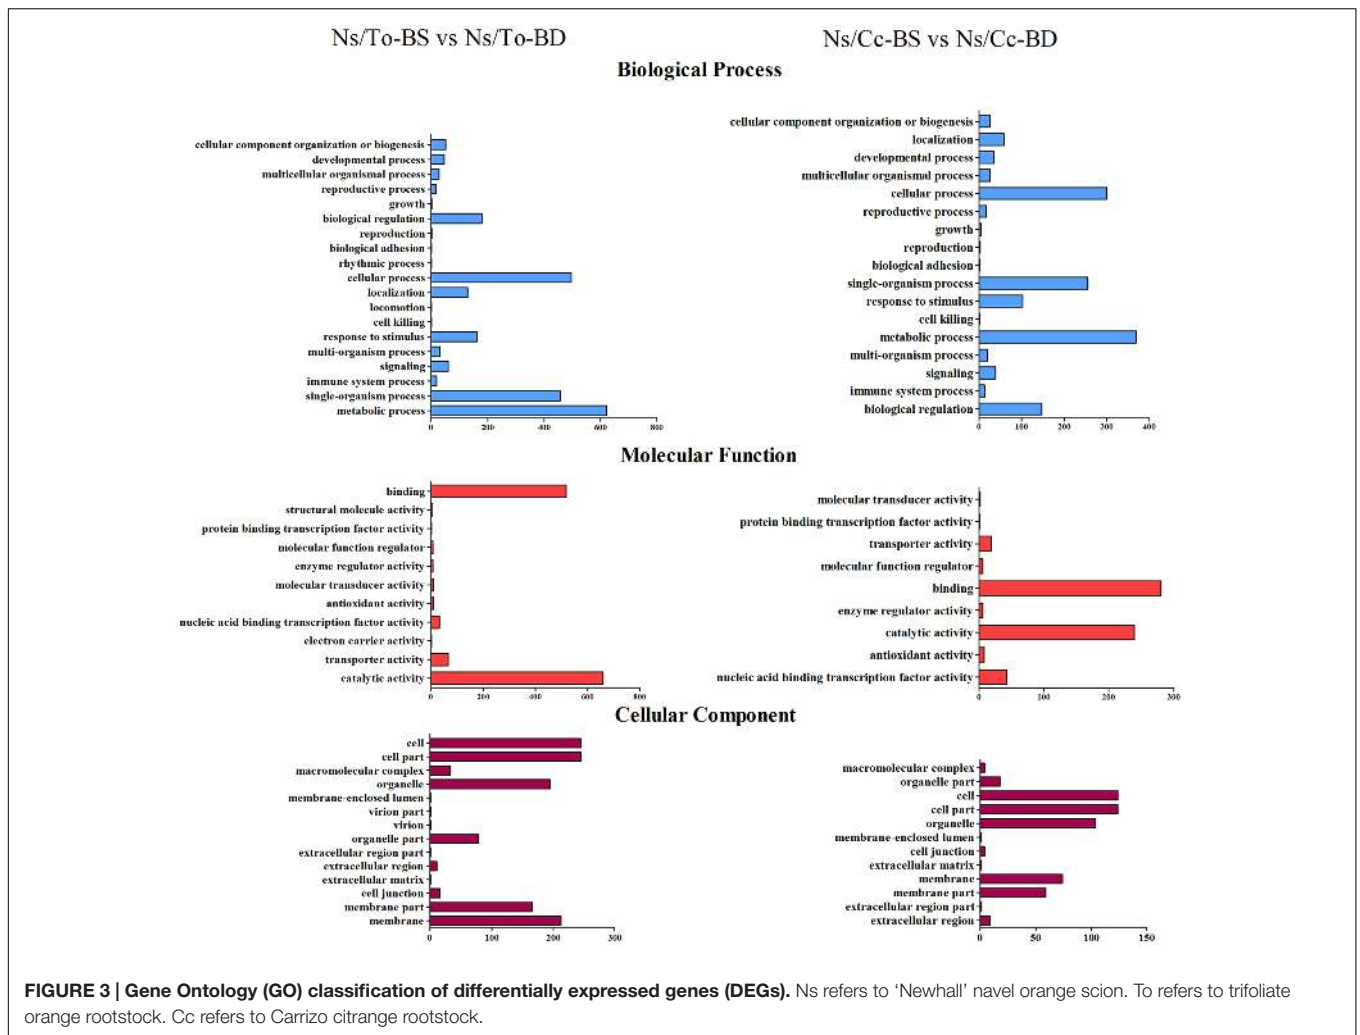 Ns/To-BS vs Ns/To-BD
Ns/Cc-BS vs Ns/Cc-BD
Biological Process
cellular component organization or biogenesis
developmental process
multicellular organismal process
reproductive process
growth
biological regulation
reproduction
biological adhesion
rhythmic process
cellular process
localization
locomotion
cell killing
response to stimulus
multi-organism process
signaling
immune system process
single-organism process
metabolic process
0 200 400 600 800
cellular component organization or biogenesis
localization
developmental process
multicellular organismal process
cellular process
reproductive process
growth
reproduction
biological adhesion
single-organism process
response to stimulus
cell killing
metabolic process
multi-organism process
signaling
immune system process
biological regulation
0 100 200 300 400
Molecular Function
binding
structural molecule activity
protein binding transcription factor activity
molecular function regulator
enzyme regulator activity
molecular transducer activity
antioxidant activity
nucleic acid binding transcription factor activity
electron carrier activity
transporter activity
catalytic activity
0 200 400 600 800
molecular transducer activity
protein binding transcription factor activity
transporter activity
molecular function regulator
binding
enzyme regulator activity
catalytic activity
antioxidant activity
nucleic acid binding transcription factor activity
0 100 200 300
Cellular Component
cell
cell part
macromolecular complex
organelle
membrane-enclosed lumen
virion part
virion
organelle part
extracellular region part
extracellular region
extracellular matrix
cell junction
membrane part
membrane
0 100 200 300
macromolecular complex
organelle part
cell
cell part
organelle
membrane-enclosed lumen
cell junction
extracellular matrix
membrane
membrane part
extracellular region part
extracellular region
0 50 100 150
FIGURE 3 | Gene Ontology (GO) classification of differentially expressed genes (DEGs). Ns refers to ‘Newhall’ navel orange scion. To refers to trifoliate
orange rootstock. Cc refers to Carrizo citrange rootstock.